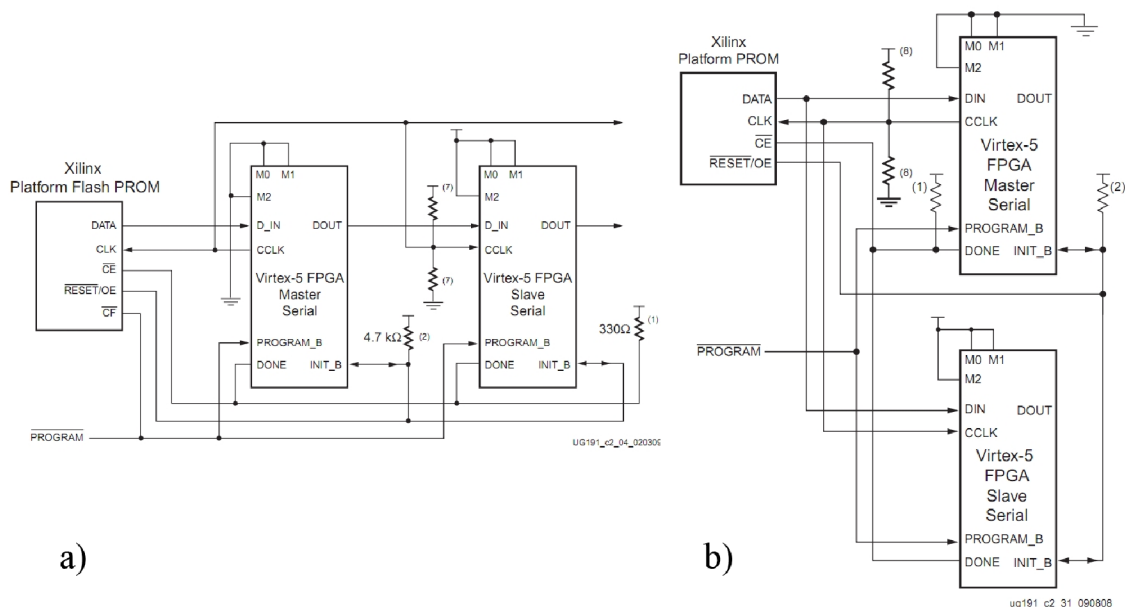 Xilinx
Platform Flash PROM
DATA
CLK
CE
RESET/OE
CF
PROGRAM
M0 M1
M2
D_IN DOUT
CCLK
Virtex-5 FPGA
Master
Serial
PROGRAM_B
DONE INIT_B
(7)
(7)
4.7 kΩ (2)
M0 M1
M2
D_IN DOUT
CCLK
Virtex-5 FPGA
Slave
Serial
PROGRAM_B
DONE INIT_B
330Ω (1)
UG191_c2_04_020309
a)
Xilinx
Platform PROM
DATA
CLK
CE
RESET/OE
(8)
(8)
(1)
(2)
M0 M1
M2
DIN DOUT
CCLK
Virtex-5
FPGA
Master
Serial
PROGRAM_B
DONE INIT_B
PROGRAM
M0 M1
M2
DIN DOUT
CCLK
Virtex-5
FPGA
Slave
Serial
PROGRAM_B
DONE INIT_B
b)
ug191_c2_31_090808